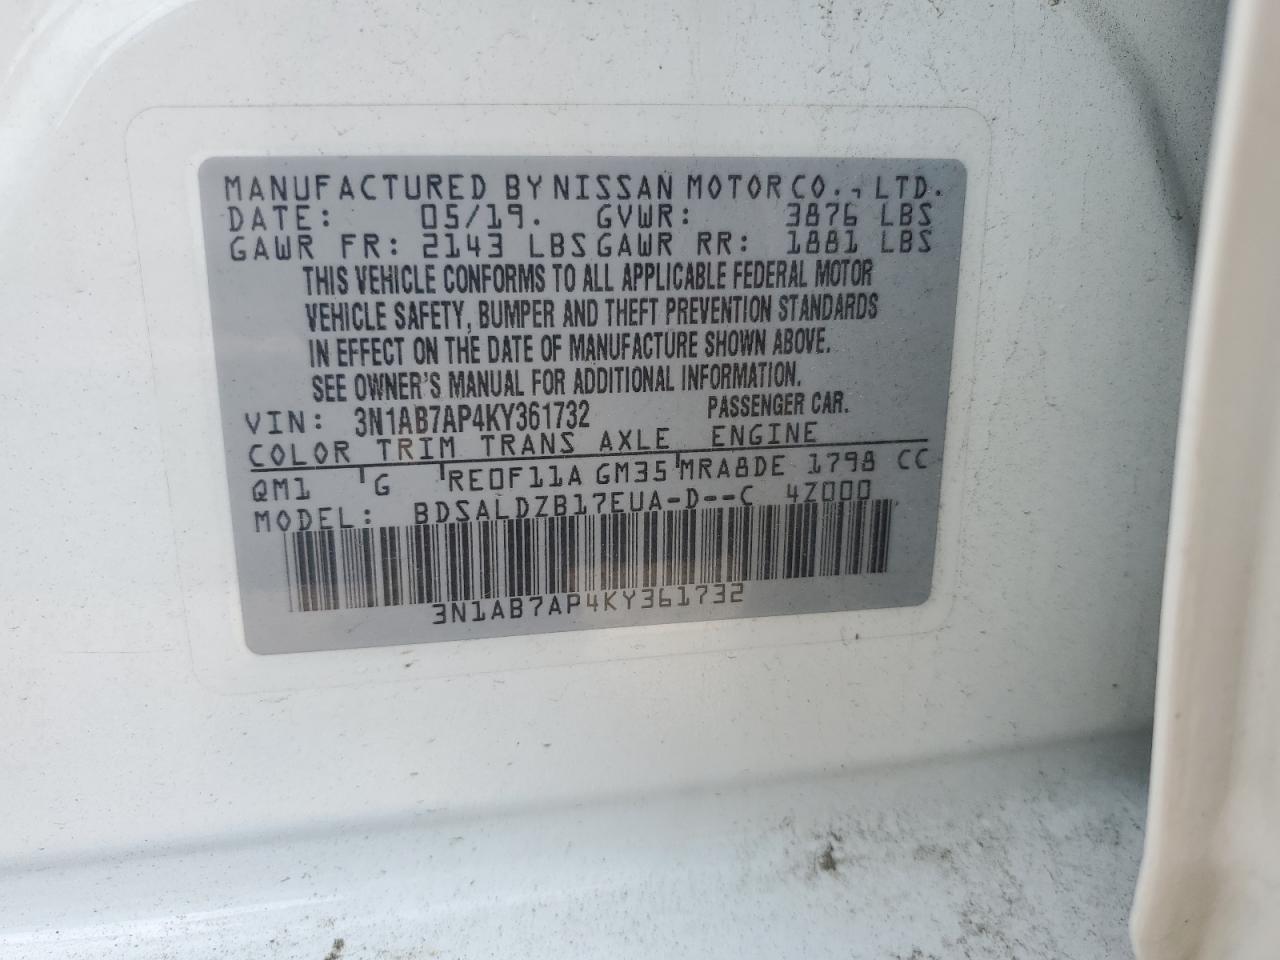 MANUFACTURED BY NISSAN MOTOR CO., LTD.
DATE: 05/19. GVWR: 3876 LBS
GAWR FR: 2143 LBS GAWR RR: 1881 LBS
THIS VEHICLE CONFORMS TO ALL APPLICABLE FEDERAL MOTOR
VEHICLE SAFETY, BUMPER AND THEFT PREVENTION STANDARDS
IN EFFECT ON THE DATE OF MANUFACTURE SHOWN ABOVE.
SEE OWNER'S MANUAL FOR ADDITIONAL INFORMATION.
VIN: 3N1AB7AP4KY361732 PASSENGER CAR.
COLOR TRIM TRANS AXLE ENGINE
QM1 G RE0F11A GM35 MRA8DE 1798 CC
MODEL: BDSALDZB17EUA-D--C 4Z000
3N1AB7AP4KY361732